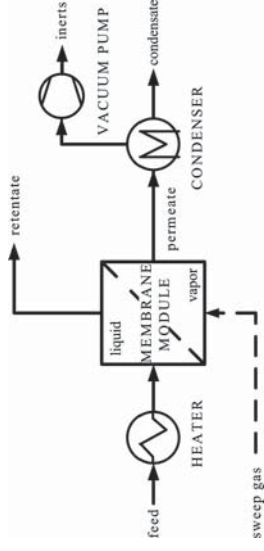 feed
HEATER
liquid
MEMBRANE
MODULE
vapor
retentate
permeate
CONDENSER
condensate
VACUUM PUMP
inerts
sweep gas